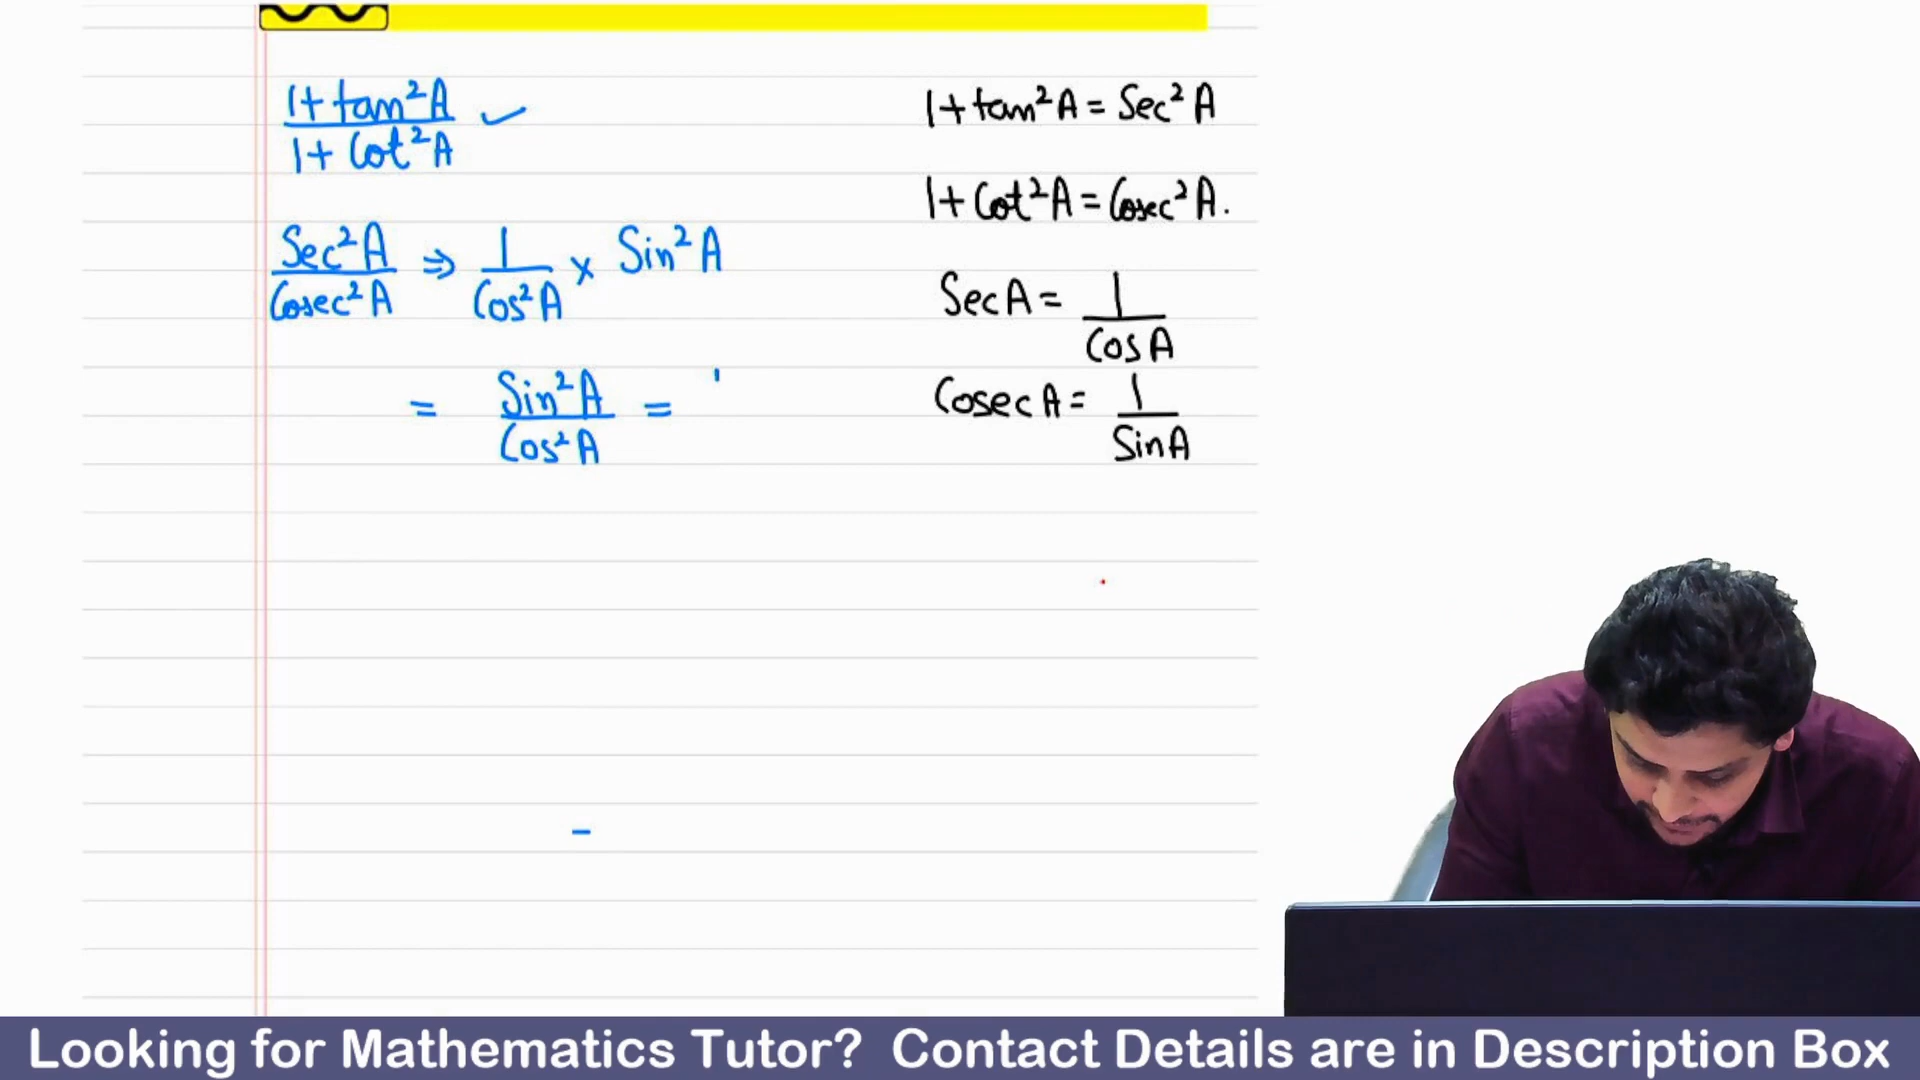 1+tan²A
1+Cot²A
Sec²A/Cosec²A ⇒ 1/Cos²A × Sin²A
= Sin²A/Cos²A =
1+tan²A = Sec²A
1+Cot²A = Cosec²A.
SecA = 1/CosA
CosecA = 1/SinA
Looking for Mathematics Tutor? Contact Details are in Description Box